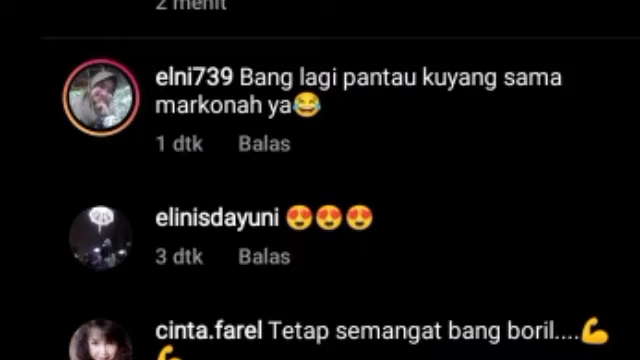 2 menit
elni739 Bang lagi pantau kuyang sama
markonah ya😂
1 dtk Balas
elinisdayuni 😍😍😍
3 dtk Balas
cinta.farel Tetap semangat bang boril....💪
💪